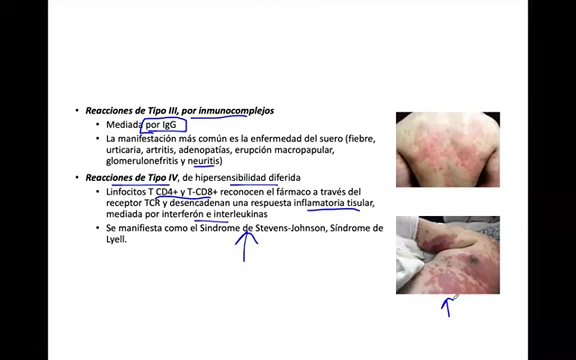 • Reacciones de Tipo III, por inmunocomplejos
• Mediada por IgG
• La manifestación más común es la enfermedad del suero (fiebre,
urticaria, artritis, adenopatías, erupción macropapular,
glomerulonefritis y neuritis)
• Reacciones de Tipo IV, de hipersensibilidad diferida
• Linfocitos T CD4+ y T-CD8+ reconocen el fármaco a través del
receptor TCR y desencadenan una respuesta inflamatoria tisular,
mediada por interferón e interleukinas
• Se manifiesta como el Sindrome de Stevens-Johnson, Síndrome de
Lyell.